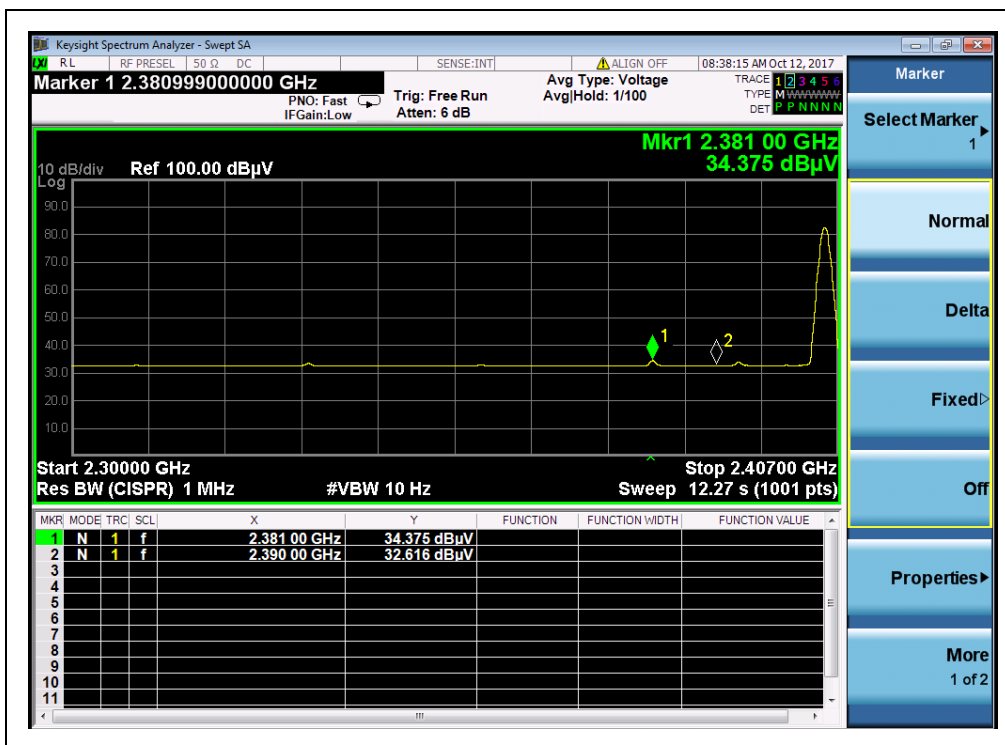 Keysight Spectrum Analyzer - Swept SA
RL RF PRESEL 50 Ω DC SENSE:INT ALIGN OFF 08:38:15 AM Oct 12, 2017
Marker 1 2.380999000000 GHz
PNO: Fast
IFGain:Low
Trig: Free Run
Atten: 6 dB
Avg Type: Voltage
Avg|Hold: 1/100
TRACE 1 2 3 4 5 6
TYPE M W W W W W
DET P P N N N N
Mkr1 2.381 00 GHz
34.375 dBµV
10 dB/div Ref 100.00 dBµV
Log
90.0
80.0
70.0
60.0
50.0
40.0
30.0
20.0
10.0
1
2
Start 2.30000 GHz Stop 2.40700 GHz
Res BW (CISPR) 1 MHz #VBW 10 Hz Sweep 12.27 s (1001 pts)
MKR MODE TRC SCL X Y FUNCTION FUNCTION WIDTH FUNCTION VALUE
1 N 1 f 2.381 00 GHz 34.375 dBµV
2 N 1 f 2.390 00 GHz 32.616 dBµV
3
4
5
6
7
8
9
10
11
Marker
Select Marker
1
Normal
Delta
Fixed
Off
Properties
More
1 of 2